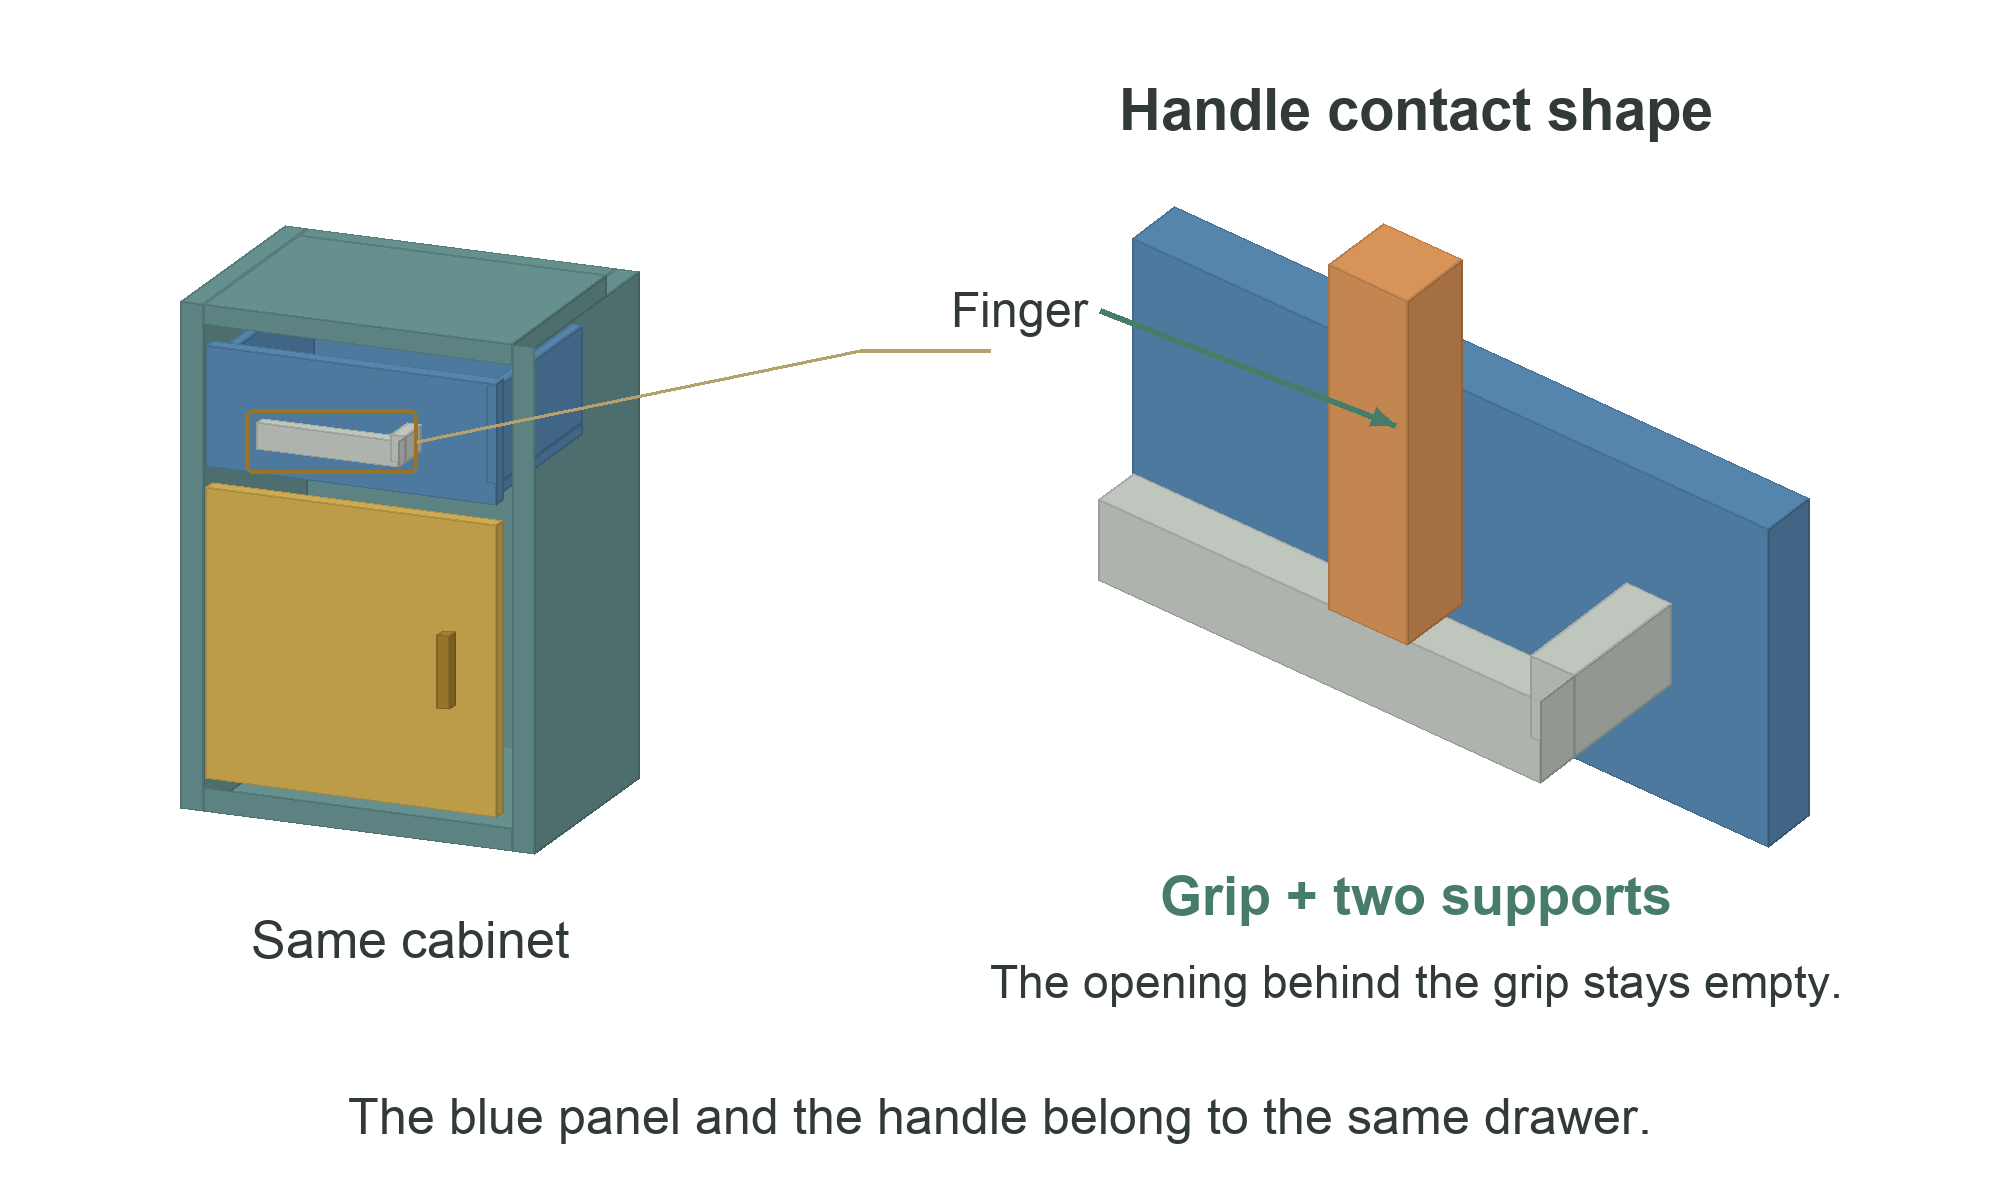 Handle contact shape
Finger
Grip + two supports
Same cabinet
The opening behind the grip stays empty.
The blue panel and the handle belong to the same drawer.